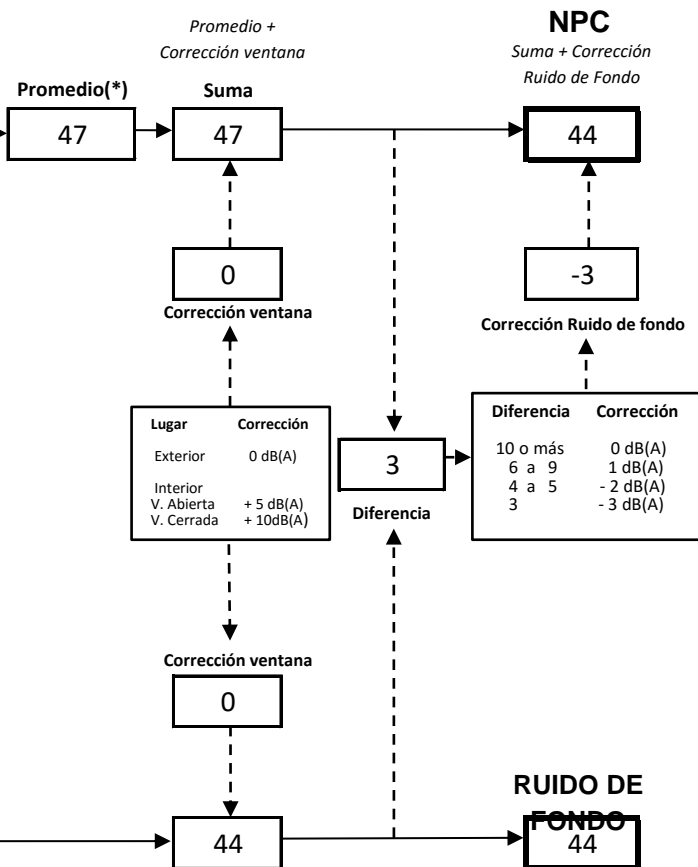 Promedio +
Corrección ventana
NPC
Suma + Corrección
Ruido de Fondo
Promedio(*)
Suma
47
47
44
0
-3
Corrección ventana
Corrección Ruido de fondo
Lugar Corrección
Exterior 0 dB(A)
Interior
V. Abierta + 5 dB(A)
V. Cerrada + 10dB(A)
3
Diferencia
Diferencia Corrección
10 o más 0 dB(A)
6 a 9 1 dB(A)
4 a 5 - 2 dB(A)
3 - 3 dB(A)
Corrección ventana
0
RUIDO DE
FONDO
44
44